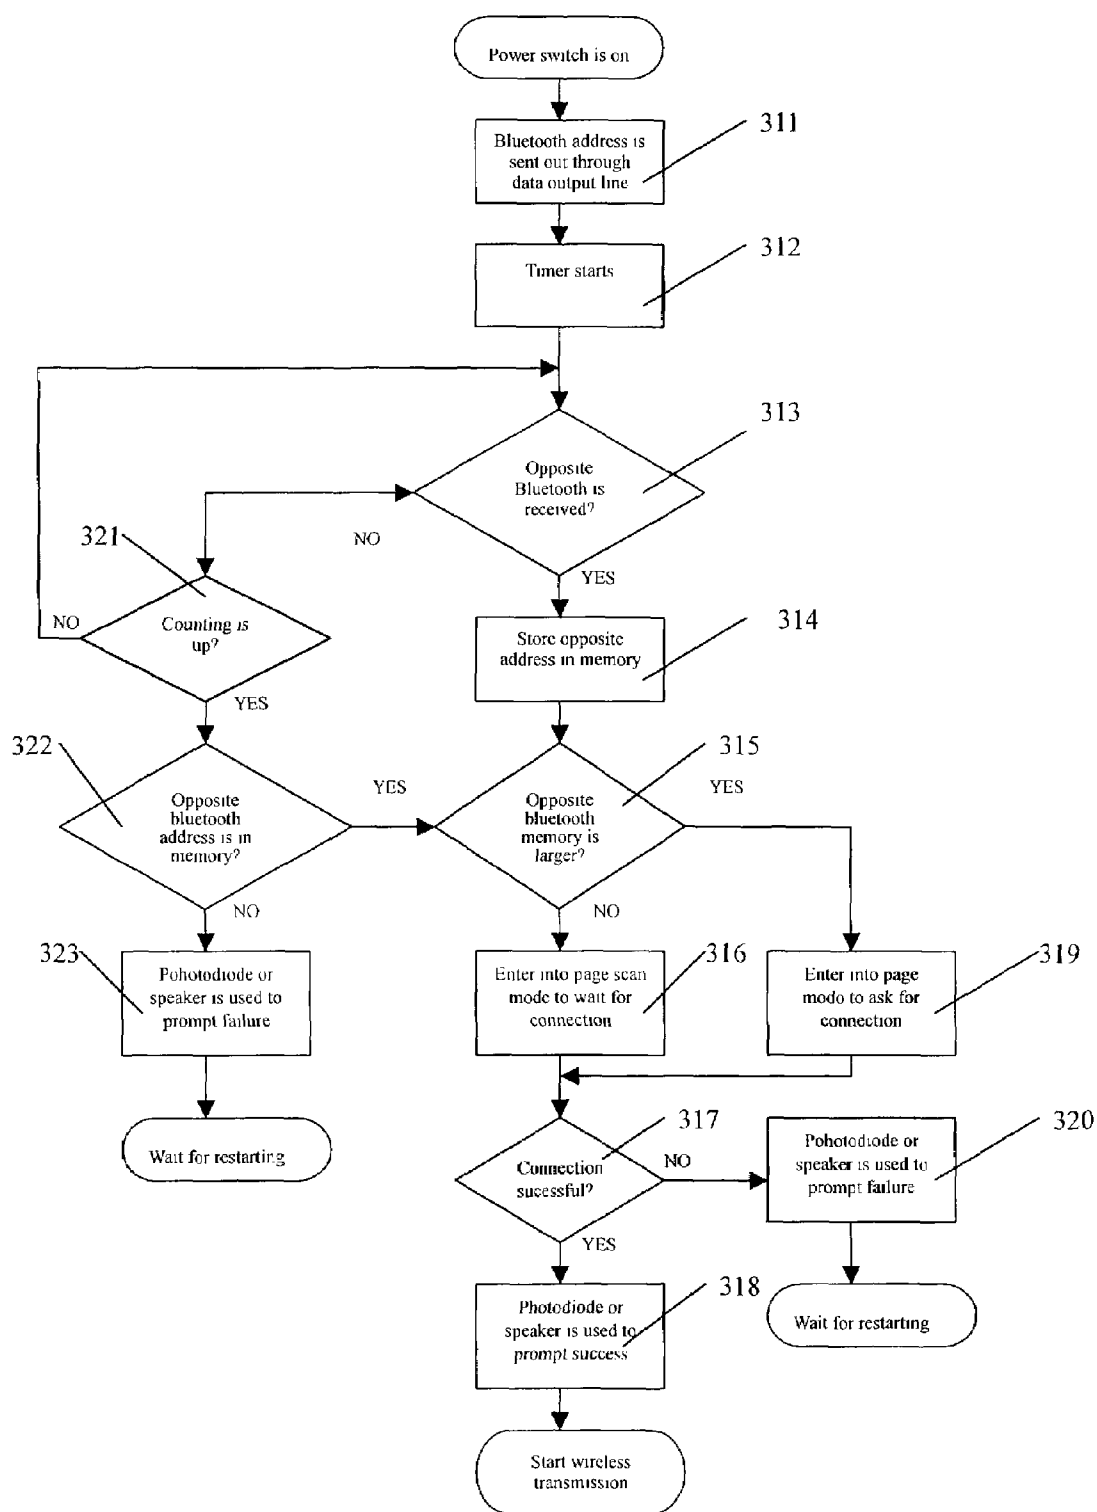 Power switch is on
311
Bluetooth address is
sent out through
data output line
312
Timer starts
313
Opposite
Bluetooth is
received?
NO
321
YES
NO
Counting is
up?
314
Store opposite
address in memory
YES
322
315
YES
YES
Opposite
bluetooth
address is in
memory?
Opposite
bluetooth
memory is
larger?
NO
NO
323
316
319
Pohotodiode or
speaker is used to
prompt failure
Enter into page scan
mode to wait for
connection
Enter into page
modo to ask for
connection
317
320
Wait for restarting
Connection
sucessful?
NO
Pohotodiode or
speaker is used to
prompt failure
YES
318
Photodiode or
speaker is used to
prompt success
Wait for restarting
Start wireless
transmission